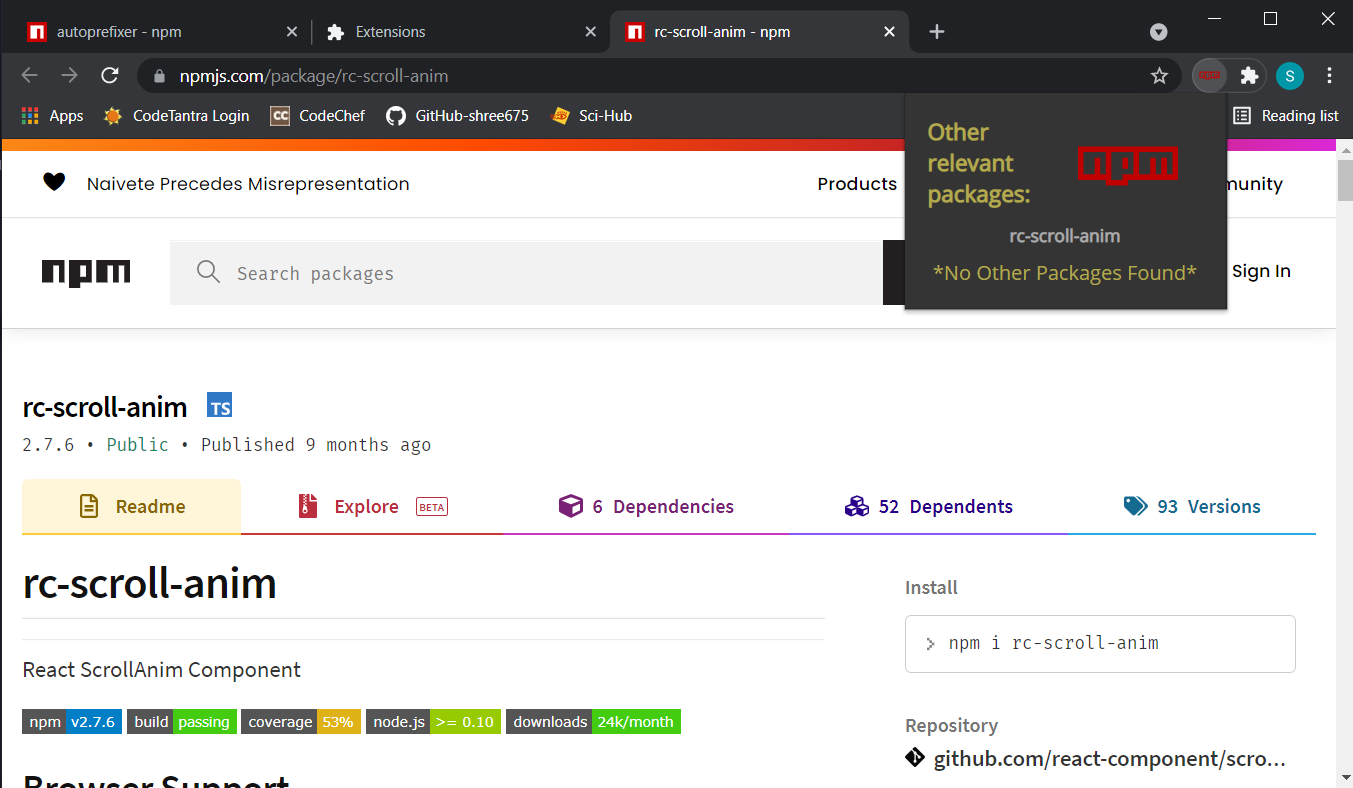 autoprefixer - npm
Extensions
rc-scroll-anim - npm
npmjs.com/package/rc-scroll-anim
npm
S
Apps
CodeTantra Login
CC CodeChef
GitHub-shree675
Sci-Hub
Reading list
Other
relevant
packages:
npm
rc-scroll-anim
*No Other Packages Found*
Naivete Precedes Misrepresentation
Products
munity
npm
Search packages
Sign In
rc-scroll-anim TS
2.7.6 • Public • Published 9 months ago
Readme
Explore BETA
6 Dependencies
52 Dependents
93 Versions
rc-scroll-anim
React ScrollAnim Component
npm v2.7.6 build passing coverage 53% node.js >= 0.10 downloads 24k/month
Browser Support
Install
> npm i rc-scroll-anim
Repository
github.com/react-component/scro...